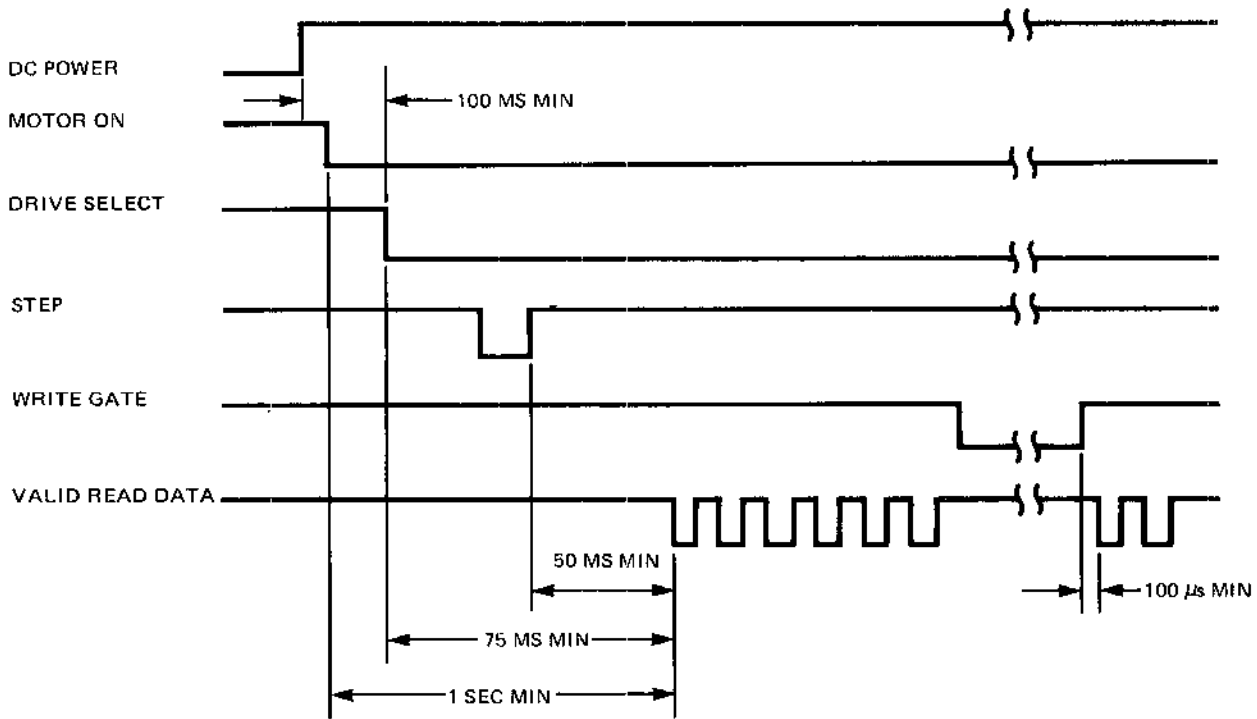 DC POWER
100 MS MIN
MOTOR ON
DRIVE SELECT
STEP
WRITE GATE
VALID READ DATA
50 MS MIN
100 μs MIN
75 MS MIN
1 SEC MIN